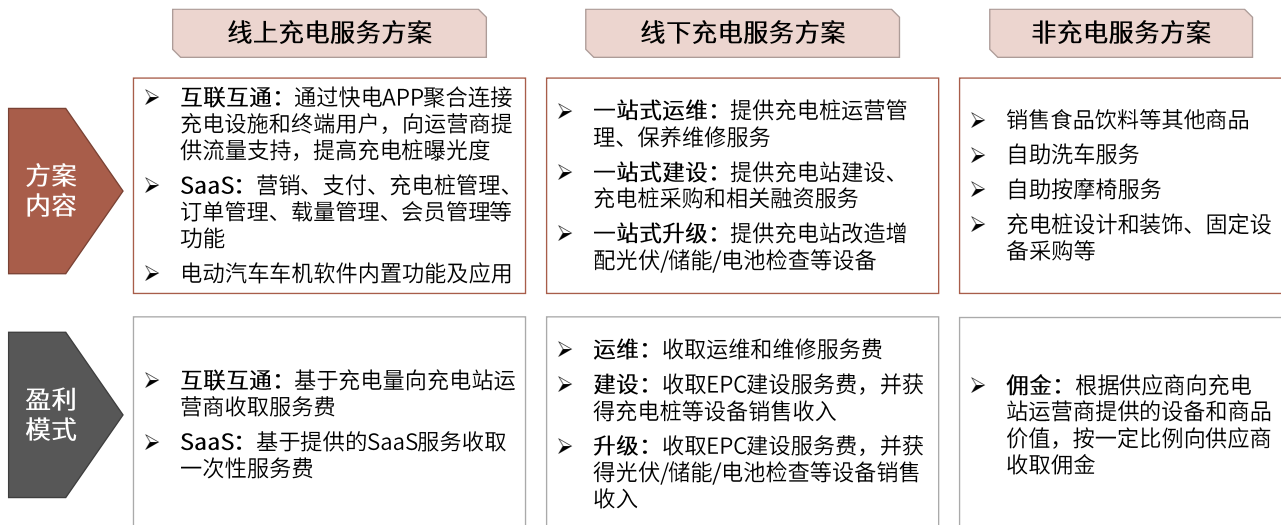 线上充电服务方案
线下充电服务方案
非充电服务方案
方案
内容
➢ 互联互通：通过快电APP聚合连接
充电设施和终端用户，向运营商提
供流量支持，提高充电桩曝光度
➢ SaaS：营销、支付、充电桩管理、
订单管理、载量管理、会员管理等
功能
➢ 电动汽车车机软件内置功能及应用
➢ 一站式运维：提供充电桩运营管
理、保养维修服务
➢ 一站式建设：提供充电站建设、
充电桩采购和相关融资服务
➢ 一站式升级：提供充电站改造增
配光伏/储能/电池检查等设备
➢ 销售食品饮料等其他商品
➢ 自助洗车服务
➢ 自助按摩椅服务
➢ 充电桩设计和装饰、固定设
备采购等
盈利
模式
➢ 互联互通：基于充电量向充电站运
营商收取服务费
➢ SaaS：基于提供的SaaS服务收取
一次性服务费
➢ 运维：收取运维和维修服务费
➢ 建设：收取EPC建设服务费，并获
得充电桩等设备销售收入
➢ 升级：收取EPC建设服务费，并获
得光伏/储能/电池检查等设备销售
收入
➢ 佣金：根据供应商向充电
站运营商提供的设备和商品
价值，按一定比例向供应商
收取佣金